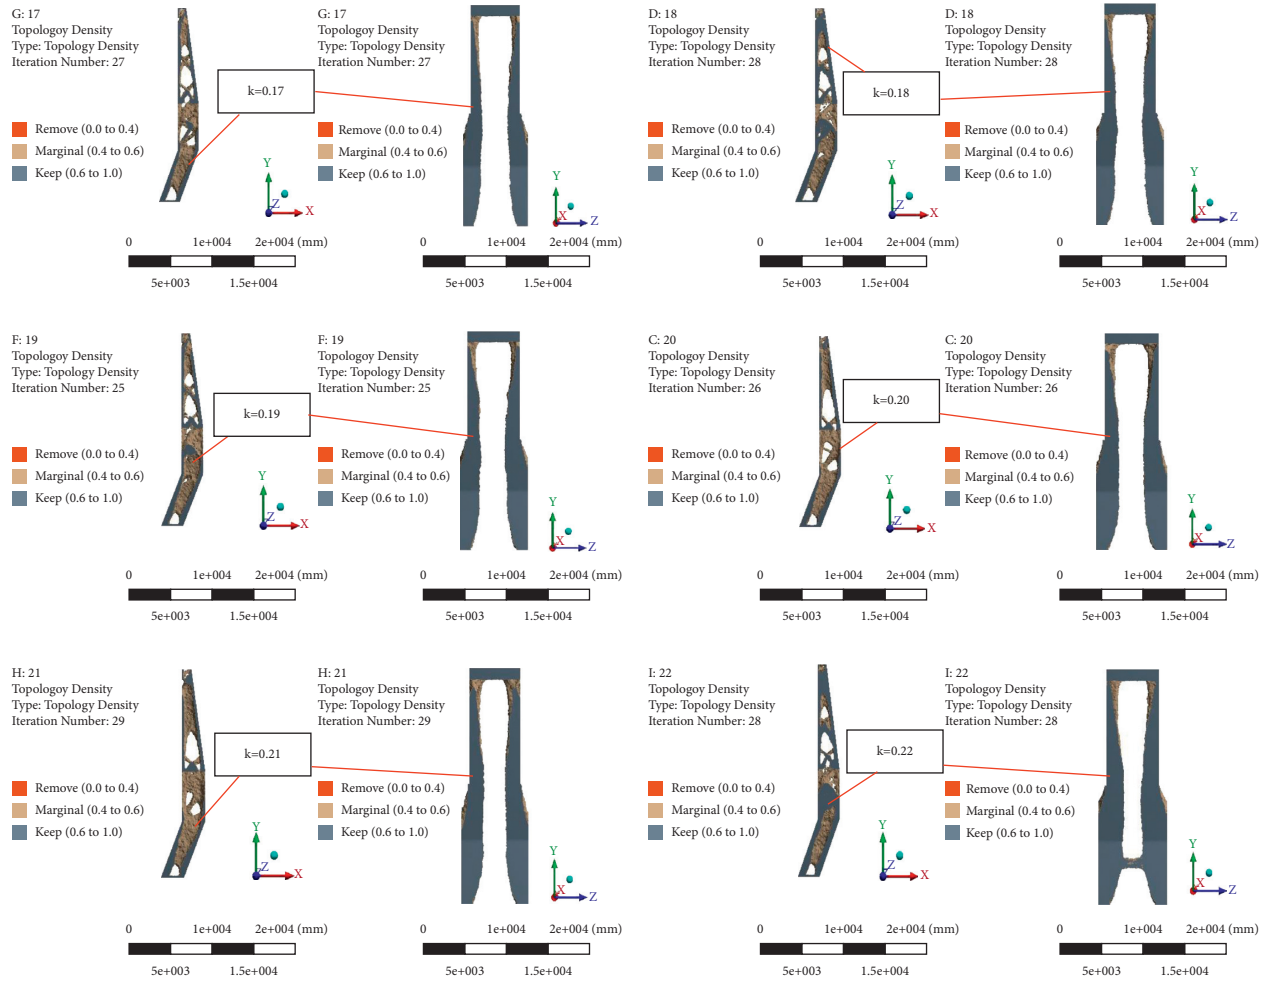 G: 17
Topologoy Density
Type: Topology Density
Iteration Number: 27
Remove (0.0 to 0.4)
Marginal (0.4 to 0.6)
Keep (0.6 to 1.0)
k=0.17
Y
Z
X
0
1e+004
2e+004 (mm)
5e+003
1.5e+004
G: 17
Topologoy Density
Type: Topology Density
Iteration Number: 27
Remove (0.0 to 0.4)
Marginal (0.4 to 0.6)
Keep (0.6 to 1.0)
Y
X
Z
0
1e+004
2e+004 (mm)
5e+003
1.5e+004
D: 18
Topologoy Density
Type: Topology Density
Iteration Number: 28
Remove (0.0 to 0.4)
Marginal (0.4 to 0.6)
Keep (0.6 to 1.0)
k=0.18
Y
Z
X
0
1e+004
2e+004 (mm)
5e+003
1.5e+004
D: 18
Topologoy Density
Type: Topology Density
Iteration Number: 28
Remove (0.0 to 0.4)
Marginal (0.4 to 0.6)
Keep (0.6 to 1.0)
Y
X
Z
0
1e+004
2e+004 (mm)
5e+003
1.5e+004
F: 19
Topologoy Density
Type: Topology Density
Iteration Number: 25
Remove (0.0 to 0.4)
Marginal (0.4 to 0.6)
Keep (0.6 to 1.0)
k=0.19
Y
Z
X
0
1e+004
2e+004 (mm)
5e+003
1.5e+004
F: 19
Topologoy Density
Type: Topology Density
Iteration Number: 25
Remove (0.0 to 0.4)
Marginal (0.4 to 0.6)
Keep (0.6 to 1.0)
Y
X
Z
0
1e+004
2e+004 (mm)
5e+003
1.5e+004
C: 20
Topologoy Density
Type: Topology Density
Iteration Number: 26
Remove (0.0 to 0.4)
Marginal (0.4 to 0.6)
Keep (0.6 to 1.0)
k=0.20
Y
Z
X
0
1e+004
2e+004 (mm)
5e+003
1.5e+004
C: 20
Topologoy Density
Type: Topology Density
Iteration Number: 26
Remove (0.0 to 0.4)
Marginal (0.4 to 0.6)
Keep (0.6 to 1.0)
Y
X
Z
0
1e+004
2e+004 (mm)
5e+003
1.5e+004
H: 21
Topologoy Density
Type: Topology Density
Iteration Number: 29
Remove (0.0 to 0.4)
Marginal (0.4 to 0.6)
Keep (0.6 to 1.0)
k=0.21
Y
Z
X
0
1e+004
2e+004 (mm)
5e+003
1.5e+004
H: 21
Topologoy Density
Type: Topology Density
Iteration Number: 29
Remove (0.0 to 0.4)
Marginal (0.4 to 0.6)
Keep (0.6 to 1.0)
Y
X
Z
0
1e+004
2e+004 (mm)
5e+003
1.5e+004
I: 22
Topologoy Density
Type: Topology Density
Iteration Number: 28
Remove (0.0 to 0.4)
Marginal (0.4 to 0.6)
Keep (0.6 to 1.0)
k=0.22
Y
Z
X
0
1e+004
2e+004 (mm)
5e+003
1.5e+004
I: 22
Topologoy Density
Type: Topology Density
Iteration Number: 28
Remove (0.0 to 0.4)
Marginal (0.4 to 0.6)
Keep (0.6 to 1.0)
Y
X
Z
0
1e+004
2e+004 (mm)
5e+003
1.5e+004